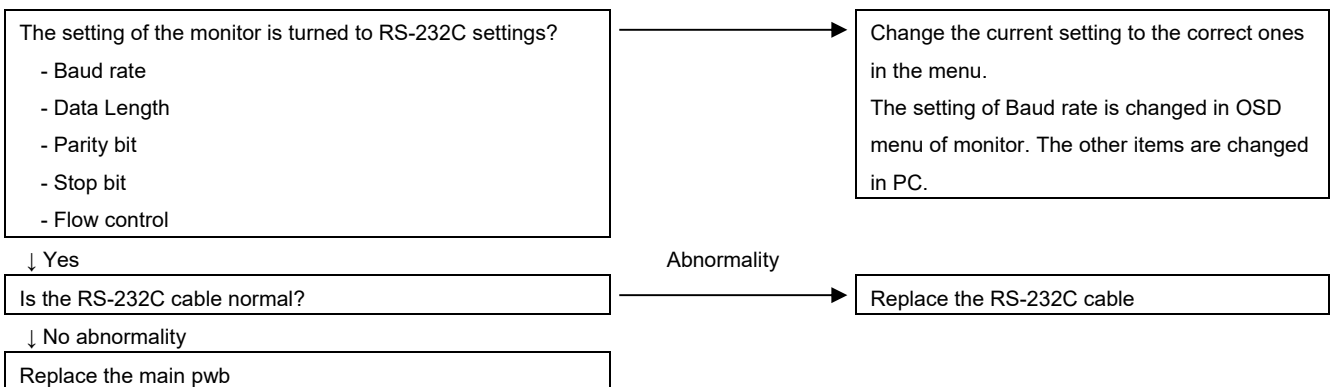 The setting of the monitor is turned to RS-232C settings?
- Baud rate
- Data Length
- Parity bit
- Stop bit
- Flow control
Change the current setting to the correct ones
in the menu.
The setting of Baud rate is changed in OSD
menu of monitor. The other items are changed
in PC.
↓ Yes
Abnormality
Is the RS-232C cable normal?
Replace the RS-232C cable
↓ No abnormality
Replace the main pwb